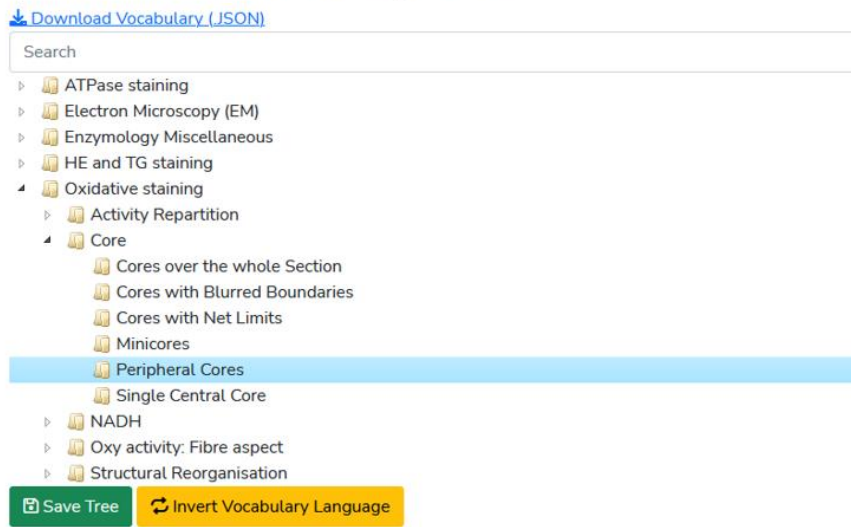 Download Vocabulary (.JSON)
Search
ATPase staining
Electron Microscopy (EM)
Enzymology Miscellaneous
HE and TG staining
Oxidative staining
Activity Repartition
Core
Cores over the whole Section
Cores with Blurred Boundaries
Cores with Net Limits
Minicores
Peripheral Cores
Single Central Core
NADH
Oxy activity: Fibre aspect
Structural Reorganisation
Save Tree Invert Vocabulary Language